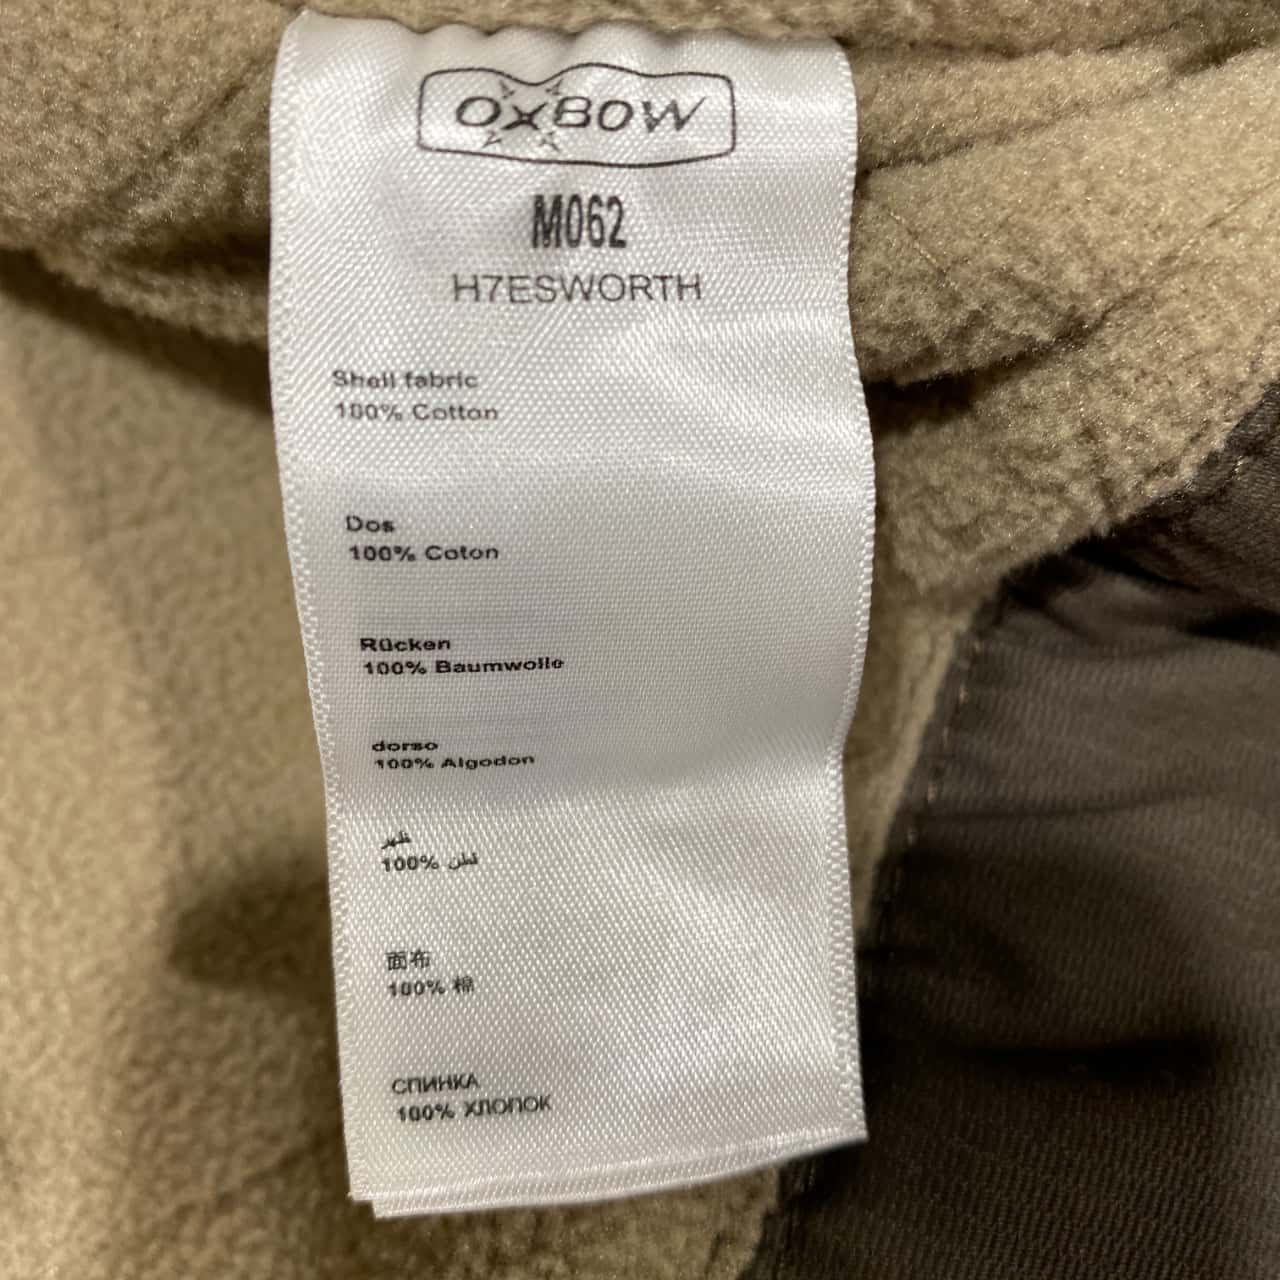 OXBOW
M062
H7ESWORTH
Shell fabric
100% Cotton
Dos
100% Coton
Rücken
100% Baumwolle
dorso
100% Algodon
ظهر
100% قطن
面布
100% 棉
СПИНКА
100% ХЛОПОК